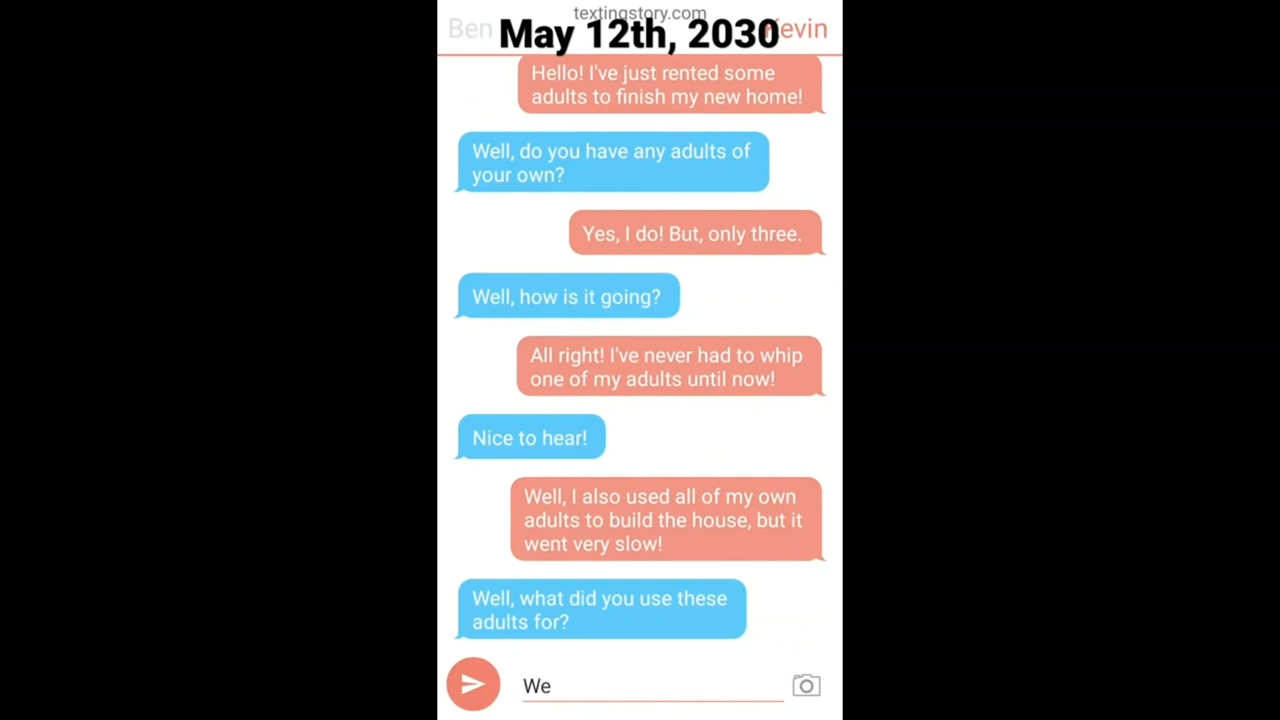 textingstory.com
Ben
May 12th, 2030
Kevin
Hello! I've just rented some
adults to finish my new home!
Well, do you have any adults of
your own?
Yes, I do! But, only three.
Well, how is it going?
All right! I've never had to whip
one of my adults until now!
Nice to hear!
Well, I also used all of my own
adults to build the house, but it
went very slow!
Well, what did you use these
adults for?
We